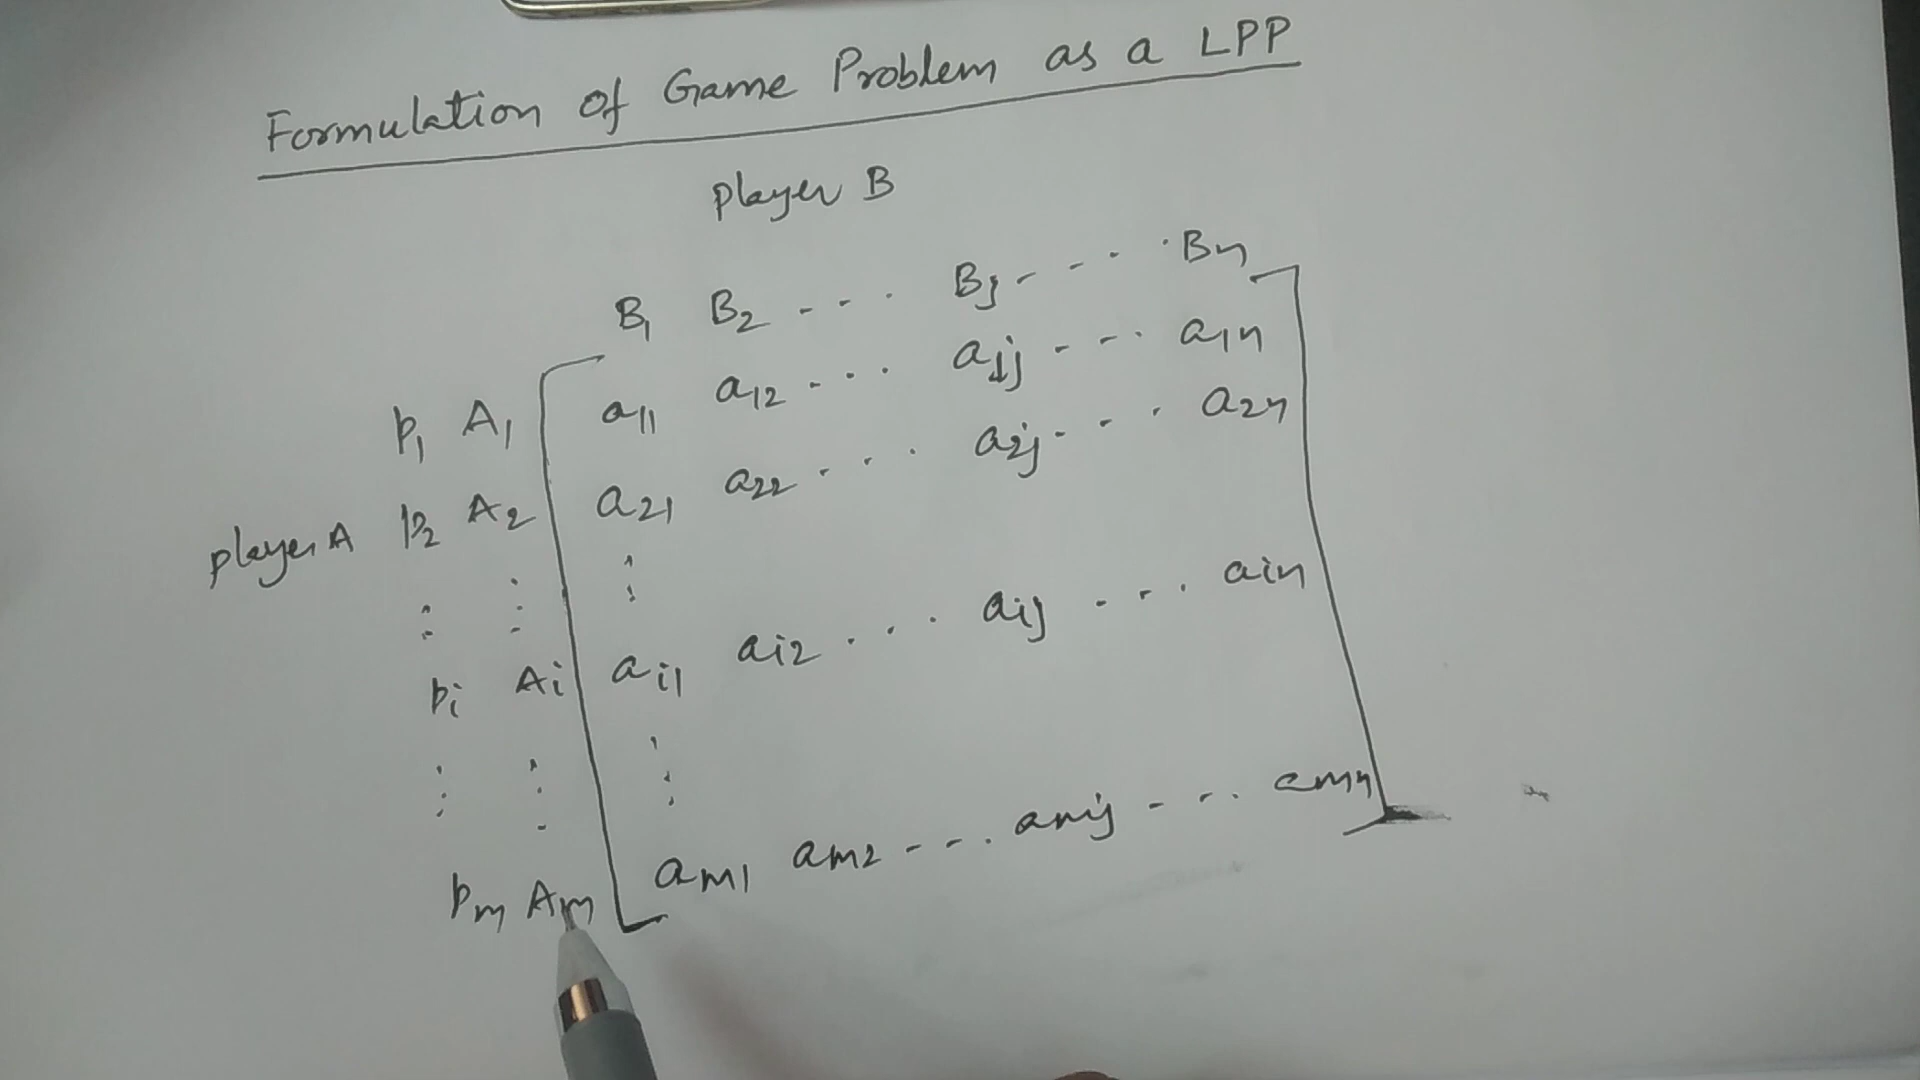 Formulation of Game Problem as a LPP
Player B
B1 B2 - - . Bj - - - . Bn
p1 A1 a11 a12 - . . . a1j - - . a1n
Player A p2 A2 a21 a22 . . . . a2j - - . a2n
pi Ai ai1 ai2 . . . . aij . - . . ain
pm Am am1 am2 - - . amj - - . amn